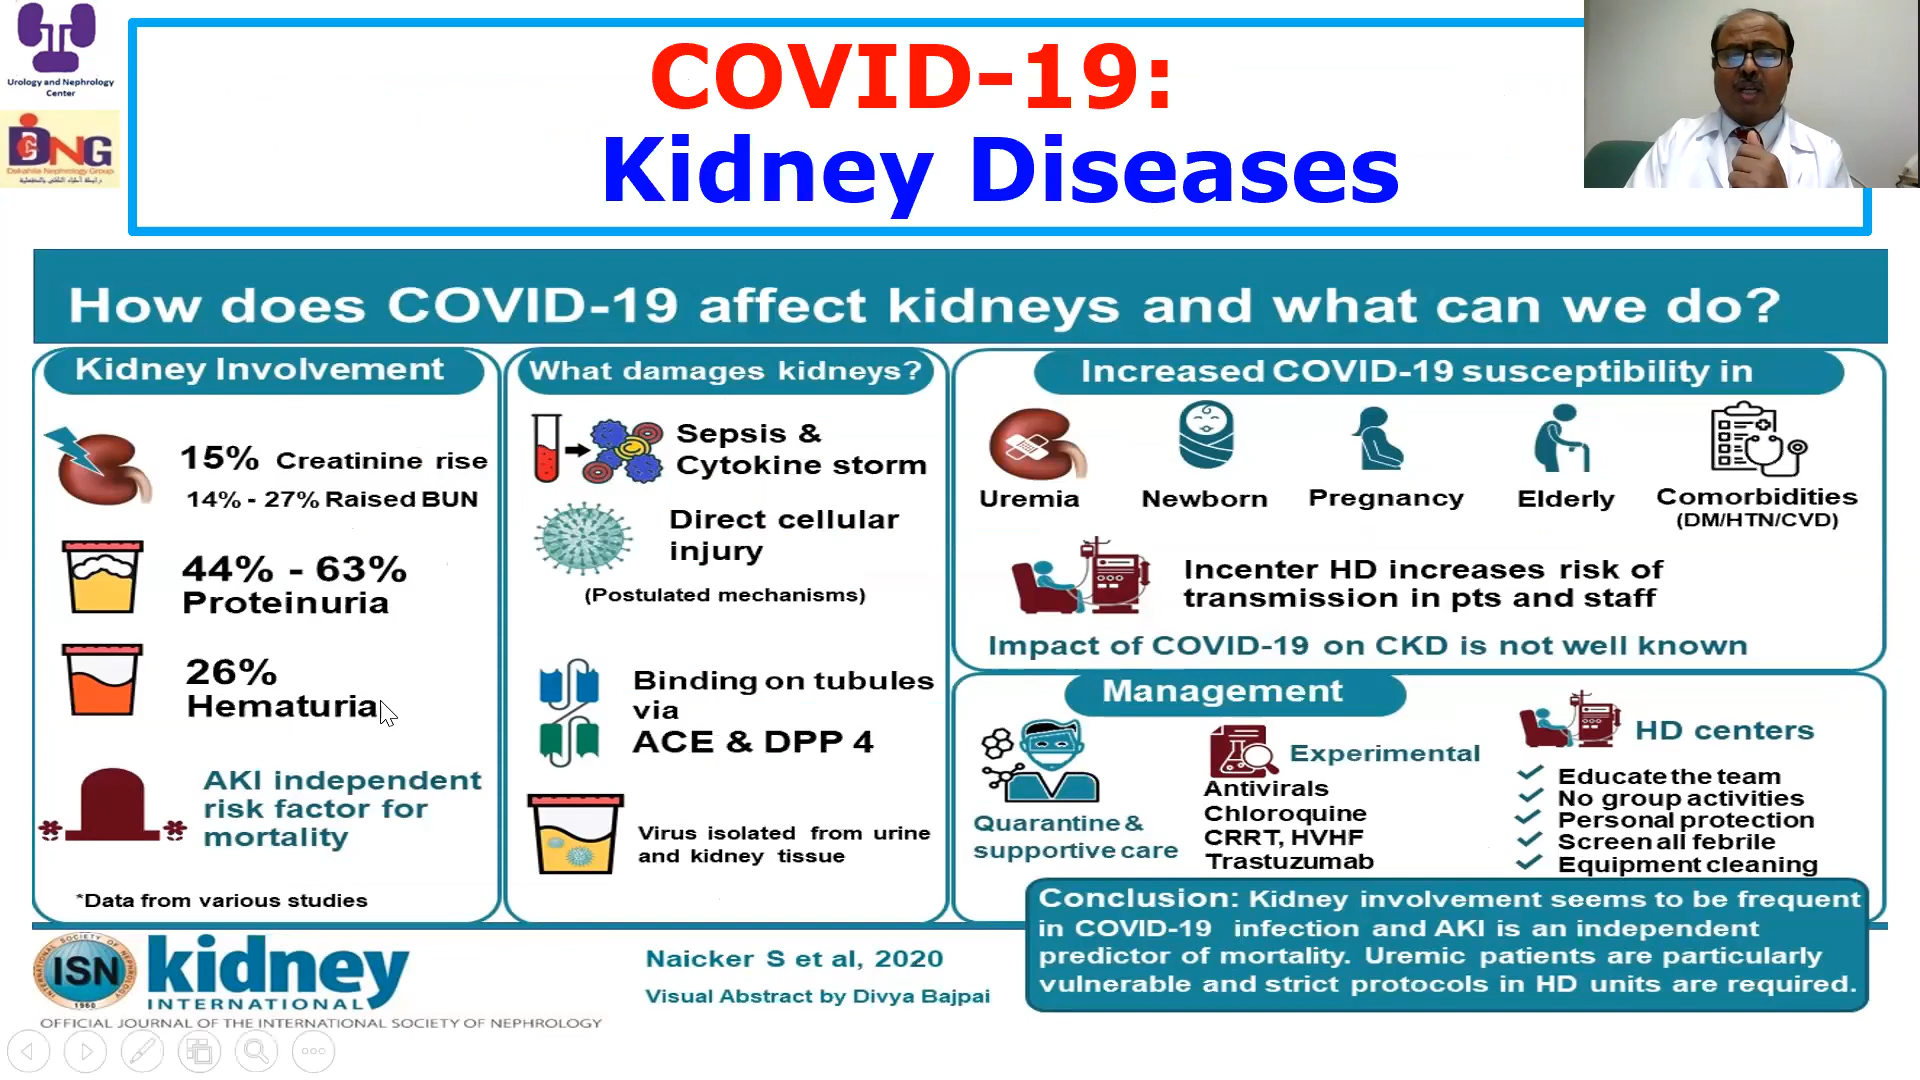 Urology and Nephrology
Center
DNG
Dakahlia Nephrology Group
COVID-19:
Kidney Diseases
How does COVID-19 affect kidneys and what can we do?
Kidney Involvement
15% Creatinine rise
14% - 27% Raised BUN
44% - 63%
Proteinuria
26%
Hematuria
AKI independent
risk factor for
mortality
*Data from various studies
What damages kidneys?
Sepsis &
Cytokine storm
Direct cellular
injury
(Postulated mechanisms)
Binding on tubules
via
ACE & DPP 4
Virus isolated from urine
and kidney tissue
Increased COVID-19 susceptibility in
Uremia
Newborn
Pregnancy
Elderly
Comorbidities
(DM/HTN/CVD)
Incenter HD increases risk of
transmission in pts and staff
Impact of COVID-19 on CKD is not well known
Management
Quarantine &
supportive care
Experimental
Antivirals
Chloroquine
CRRT, HVHF
Trastuzumab
HD centers
Educate the team
No group activities
Personal protection
Screen all febrile
Equipment cleaning
Conclusion: Kidney involvement seems to be frequent
in COVID-19 infection and AKI is an independent
predictor of mortality. Uremic patients are particularly
vulnerable and strict protocols in HD units are required.
INTERNATIONAL SOCIETY OF NEPHROLOGY
ISN
1960
kidney
INTERNATIONAL
OFFICIAL JOURNAL OF THE INTERNATIONAL SOCIETY OF NEPHROLOGY
Naicker S et al, 2020
Visual Abstract by Divya Bajpai